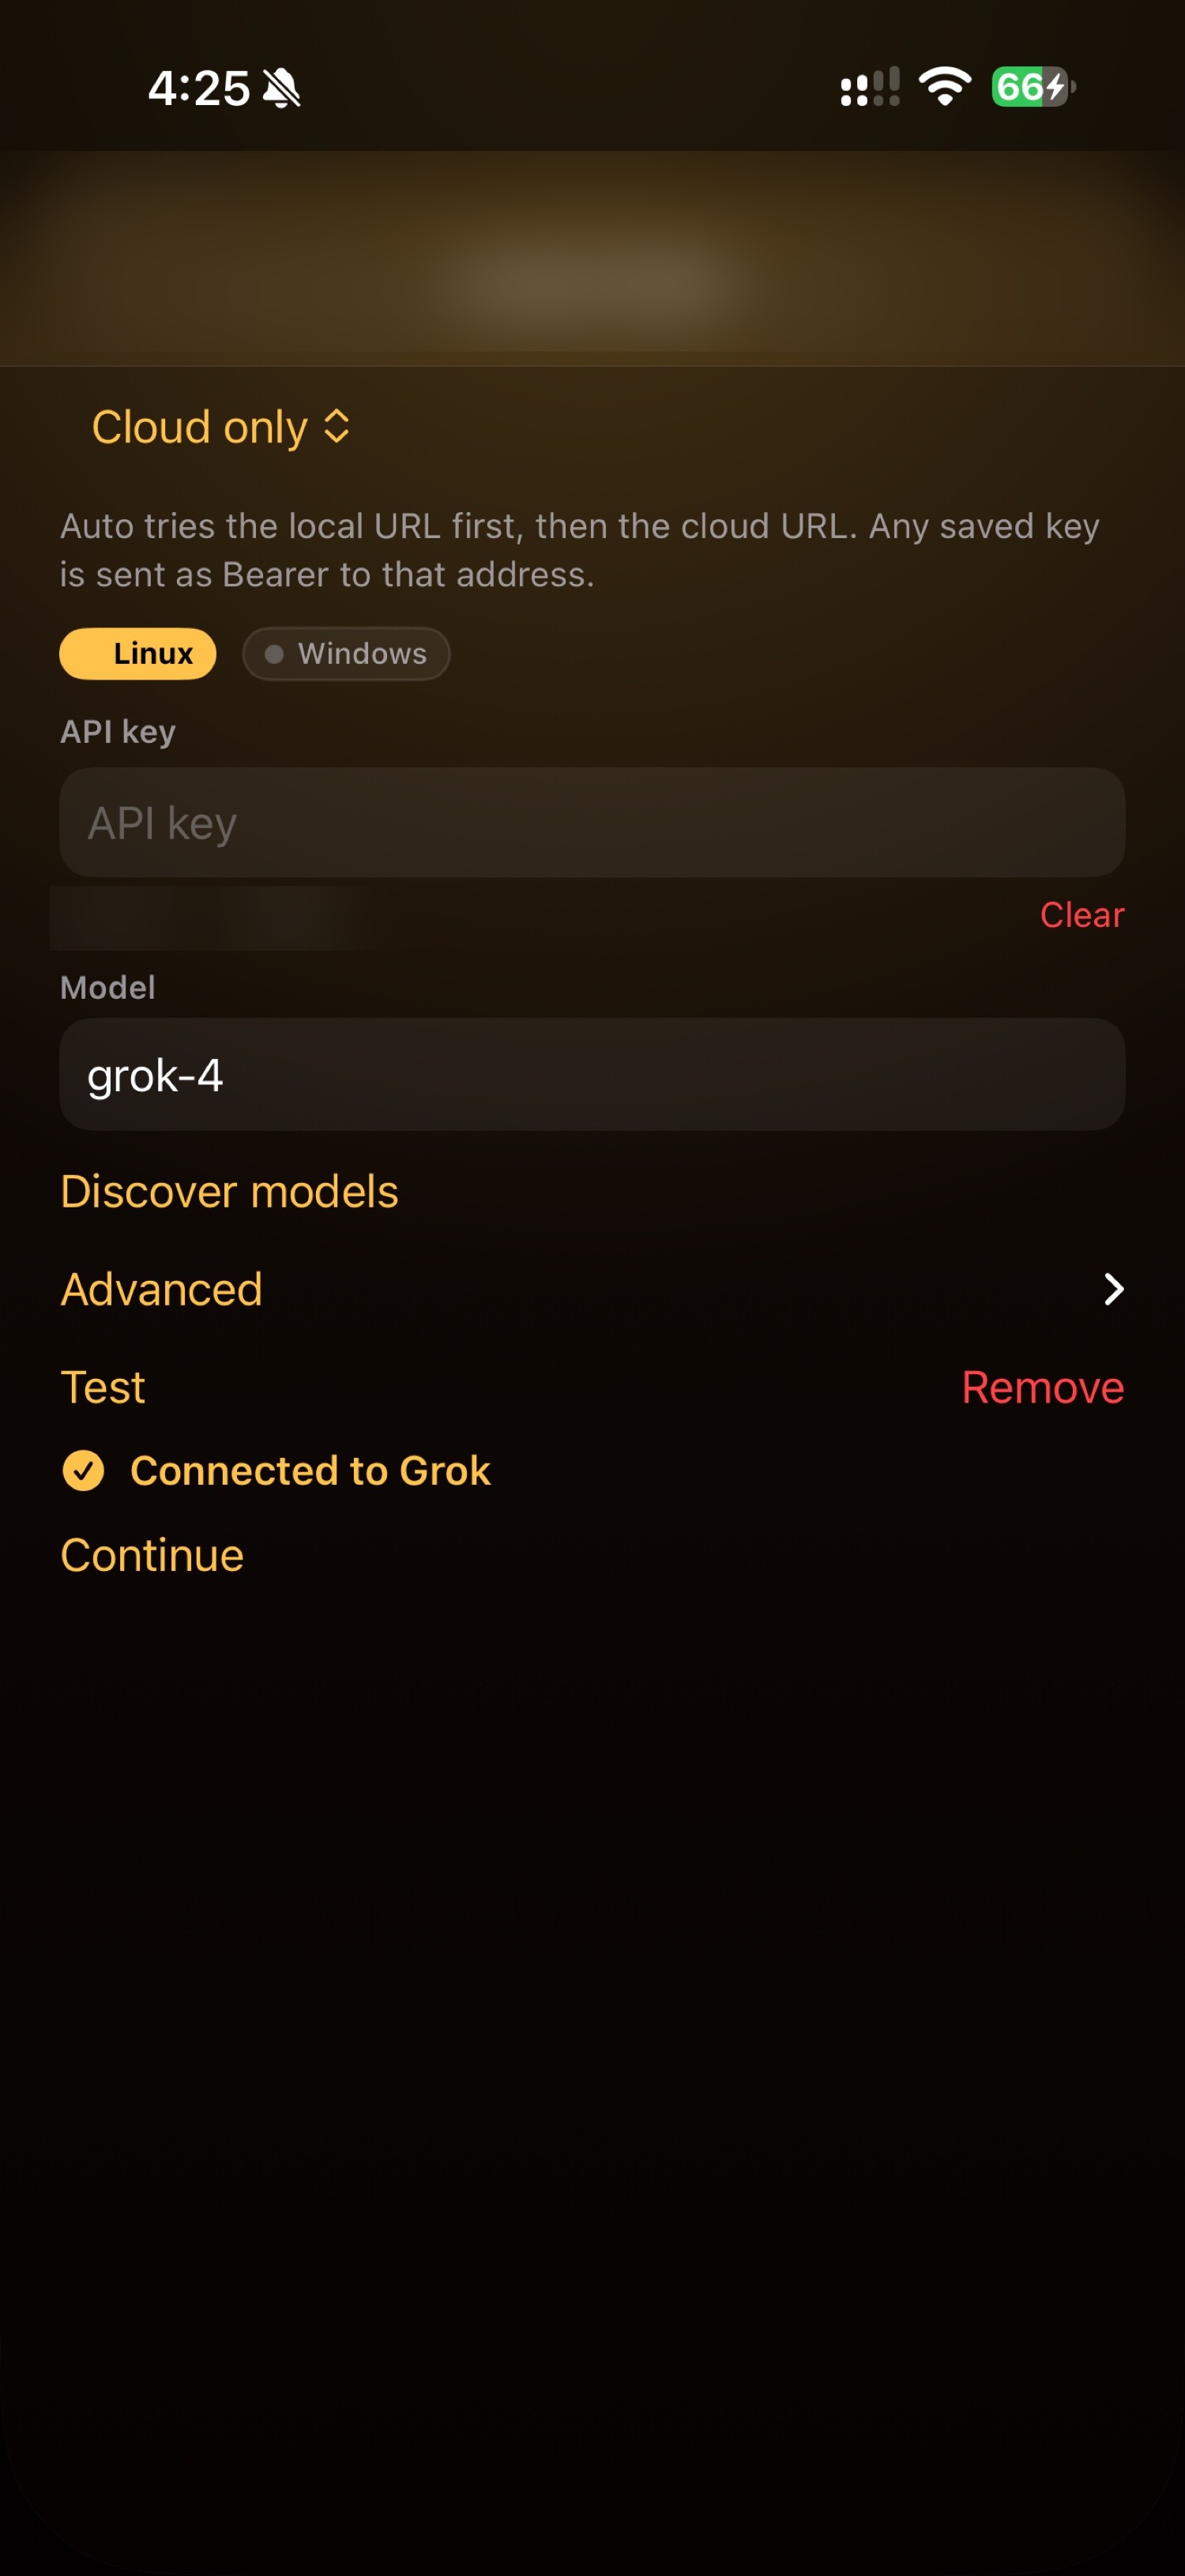 4:25
66
Cloud only
Auto tries the local URL first, then the cloud URL. Any saved key
is sent as Bearer to that address.
Linux
Windows
API key
API key
Clear
Model
grok-4
Discover models
Advanced
Test
Remove
Connected to Grok
Continue